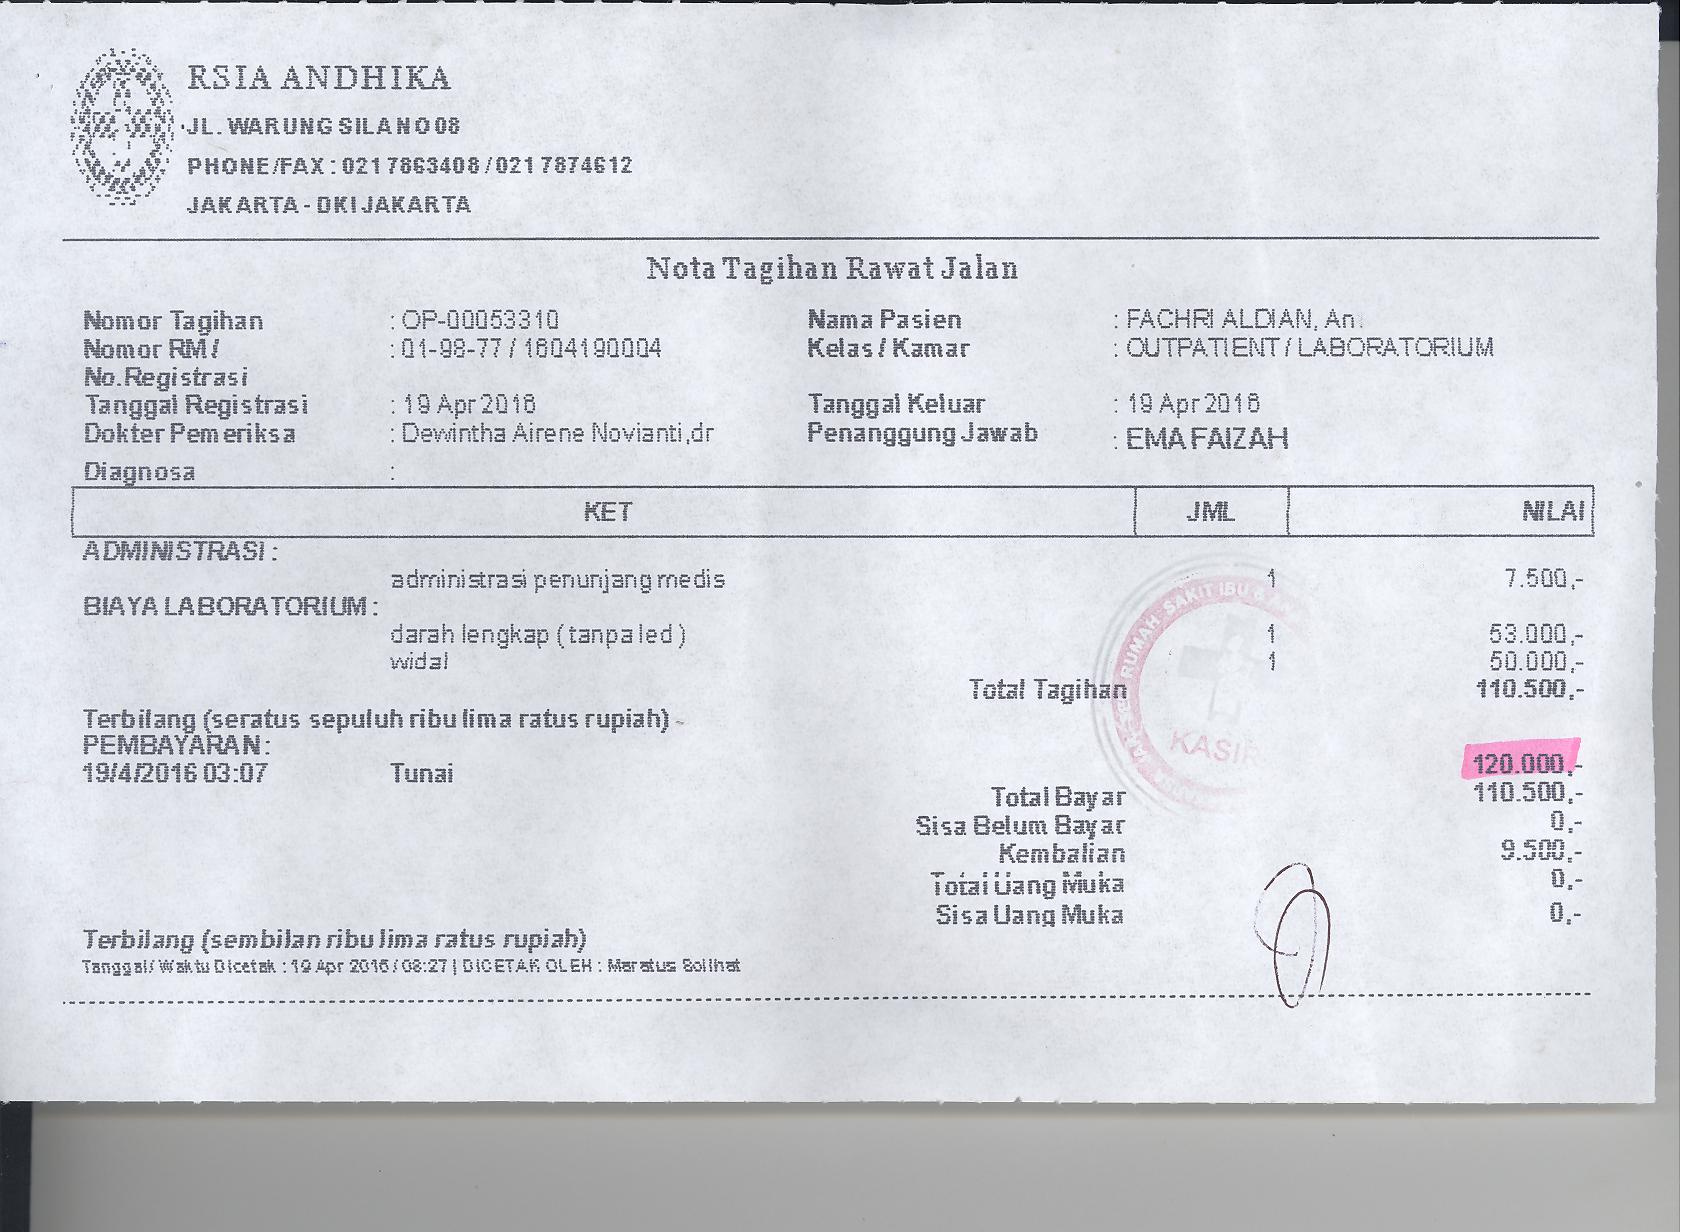 RSIA ANDHIKA
JL. WARUNG SILA NO 08
PHONE/FAX : 021 7863408 / 021 7874612
JAKARTA - DKI JAKARTA
Nota Tagihan Rawat Jalan
Nomor Tagihan : OP-00053310 Nama Pasien : FACHRI ALDIAN, An.
Nomor RM / : 01-98-77 / 1604190004 Kelas / Kamar : OUTPATIENT / LABORATORIUM
No.Registrasi
Tanggal Registrasi : 19 Apr 2016 Tanggal Keluar : 19 Apr 2016
Dokter Pemeriksa : Dewintha Airene Novianti,dr Penanggung Jawab : EMA FAIZAH
Diagnosa :
KET JML NILAI
ADMINISTRASI :
administrasi penunjang medis 1 7.500,-
BIAYA LABORATORIUM :
darah lengkap ( tanpa led ) 1 53.000,-
widal 1 50.000,-
Total Tagihan 110.500,-
Terbilang (seratus sepuluh ribu lima ratus rupiah)
PEMBAYARAN :
19/4/2016 03:07 Tunai 120.000,-
Total Bayar 110.500,-
Sisa Belum Bayar 0,-
Kembalian 9.500,-
Total Uang Muka 0,-
Sisa Uang Muka 0,-
Terbilang (sembilan ribu lima ratus rupiah)
Tanggal/ Waktu Dicetak : 19 Apr 2016 / 08:27 | DICETAK OLEH : Maratus Solihat
RUMAH SAKIT IBU &
KASIR